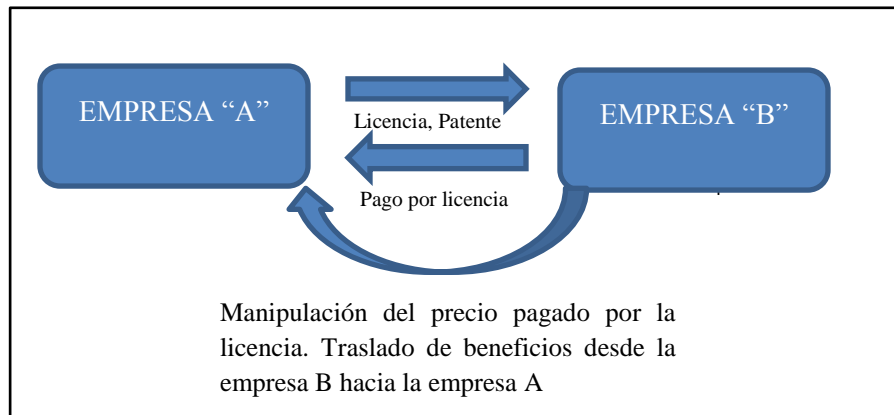 EMPRESA “A”
Licencia, Patente
EMPRESA “B”
Pago por licencia
Manipulación del precio pagado por la
licencia. Traslado de beneficios desde la
empresa B hacia la empresa A